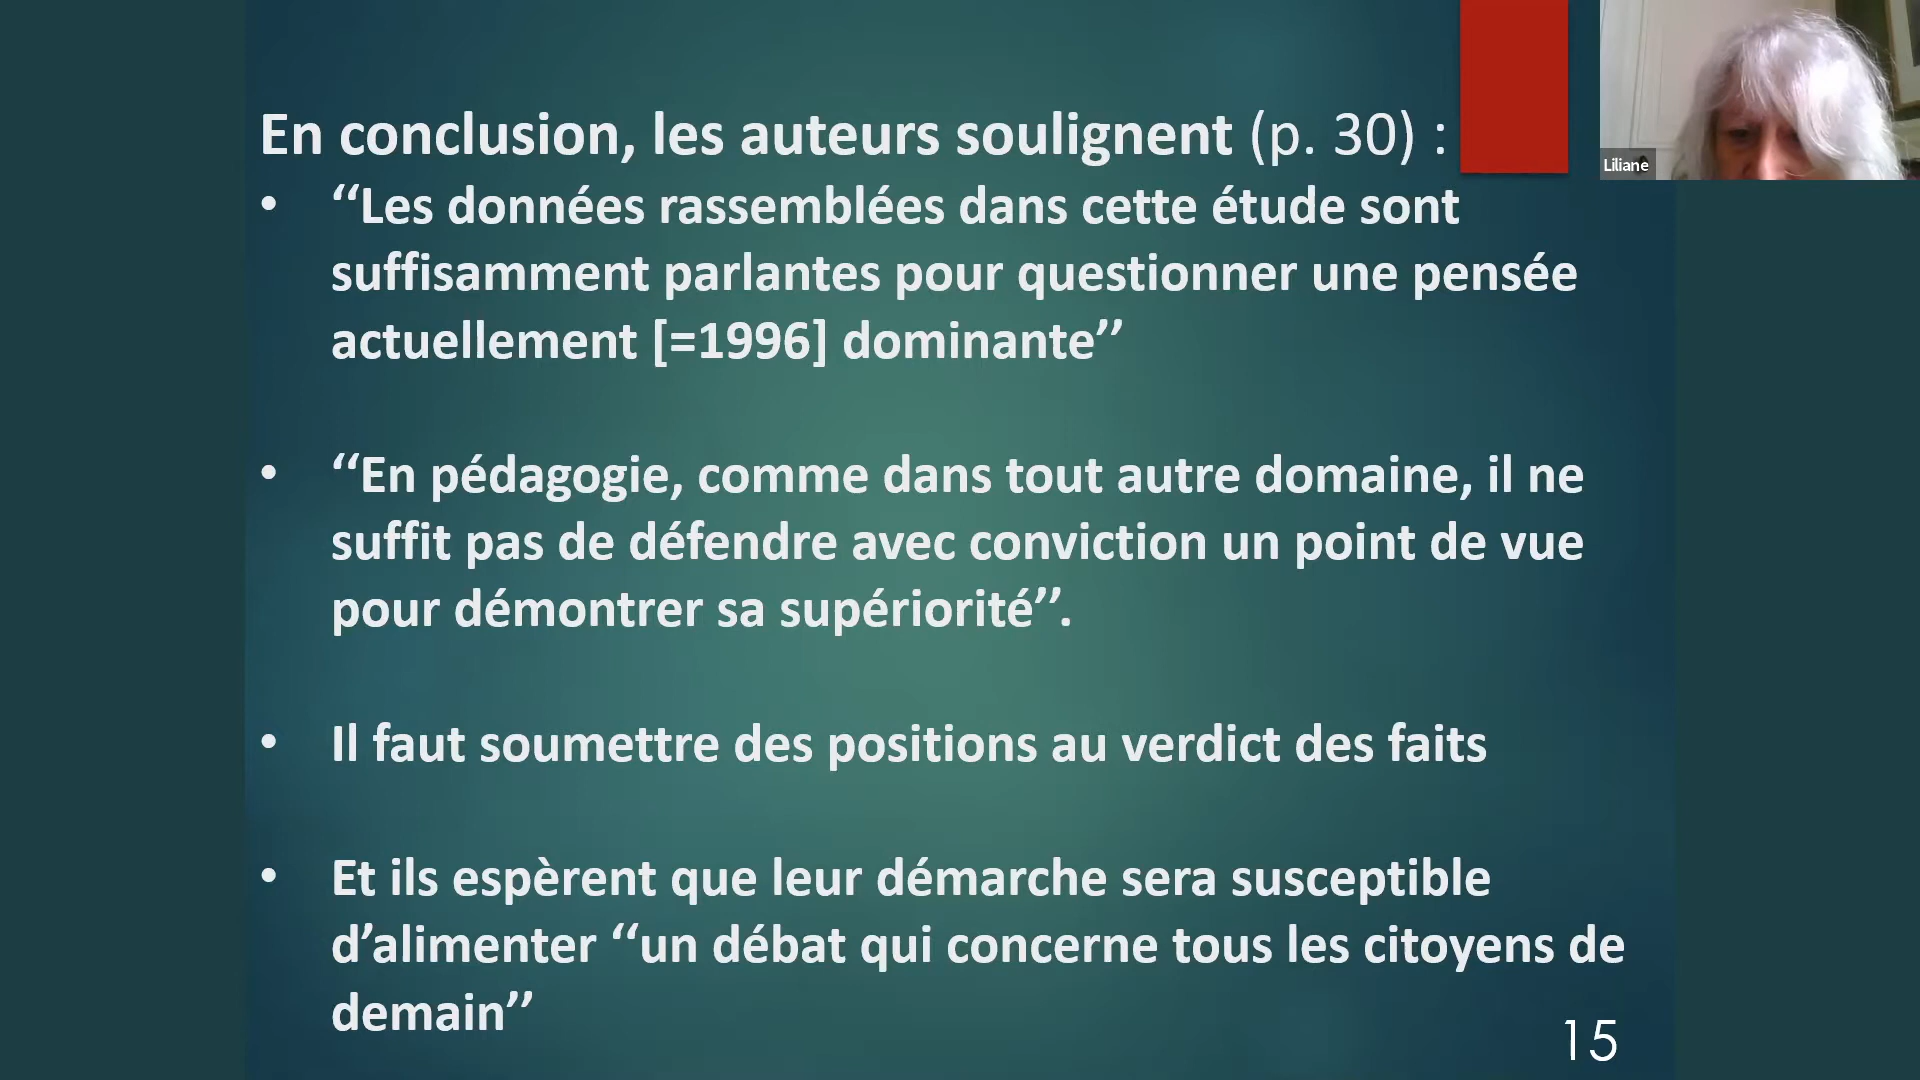 En conclusion, les auteurs soulignent (p. 30) :
Liliane
• ‘‘Les données rassemblées dans cette étude sont
suffisamment parlantes pour questionner une pensée
actuellement [=1996] dominante’’
• ‘‘En pédagogie, comme dans tout autre domaine, il ne
suffit pas de défendre avec conviction un point de vue
pour démontrer sa supériorité’’.
• Il faut soumettre des positions au verdict des faits
• Et ils espèrent que leur démarche sera susceptible
d’alimenter ‘‘un débat qui concerne tous les citoyens de
demain’’
15